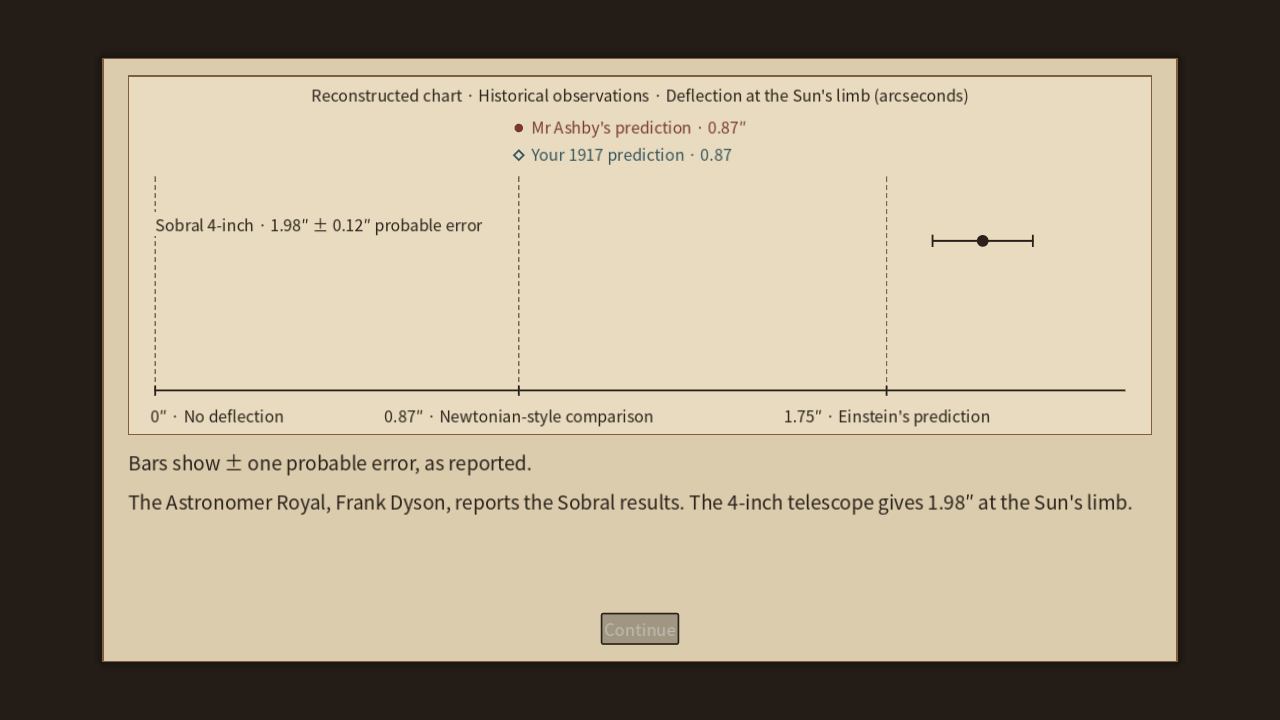 Reconstructed chart · Historical observations · Deflection at the Sun's limb (arcseconds)
Mr Ashby's prediction · 0.87″
Your 1917 prediction · 0.87
Sobral 4-inch · 1.98″ ± 0.12″ probable error
0″ · No deflection
0.87″ · Newtonian-style comparison
1.75″ · Einstein's prediction
Bars show ± one probable error, as reported.
The Astronomer Royal, Frank Dyson, reports the Sobral results. The 4-inch telescope gives 1.98″ at the Sun's limb.
Continue